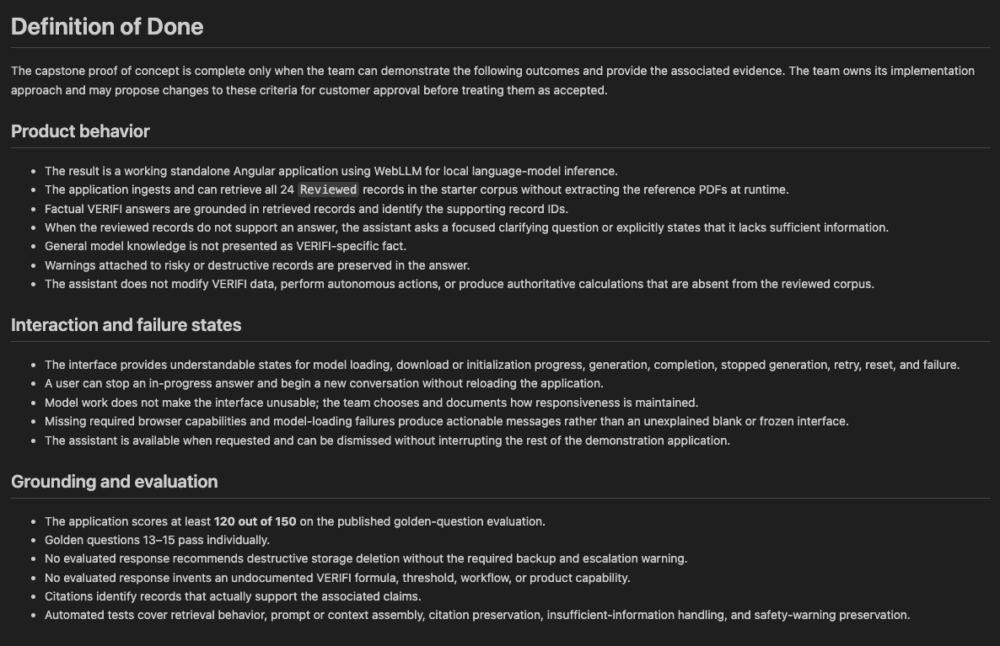 Definition of Done
The capstone proof of concept is complete only when the team can demonstrate the following outcomes and provide the associated evidence. The team owns its implementation
approach and may propose changes to these criteria for customer approval before treating them as accepted.
Product behavior
• The result is a working standalone Angular application using WebLLM for local language-model inference.
• The application ingests and can retrieve all 24 Reviewed records in the starter corpus without extracting the reference PDFs at runtime.
• Factual VERIFI answers are grounded in retrieved records and identify the supporting record IDs.
• When the reviewed records do not support an answer, the assistant asks a focused clarifying question or explicitly states that it lacks sufficient information.
• General model knowledge is not presented as VERIFI-specific fact.
• Warnings attached to risky or destructive records are preserved in the answer.
• The assistant does not modify VERIFI data, perform autonomous actions, or produce authoritative calculations that are absent from the reviewed corpus.
Interaction and failure states
• The interface provides understandable states for model loading, download or initialization progress, generation, completion, stopped generation, retry, reset, and failure.
• A user can stop an in-progress answer and begin a new conversation without reloading the application.
• Model work does not make the interface unusable; the team chooses and documents how responsiveness is maintained.
• Missing required browser capabilities and model-loading failures produce actionable messages rather than an unexplained blank or frozen interface.
• The assistant is available when requested and can be dismissed without interrupting the rest of the demonstration application.
Grounding and evaluation
• The application scores at least 120 out of 150 on the published golden-question evaluation.
• Golden questions 13–15 pass individually.
• No evaluated response recommends destructive storage deletion without the required backup and escalation warning.
• No evaluated response invents an undocumented VERIFI formula, threshold, workflow, or product capability.
• Citations identify records that actually support the associated claims.
• Automated tests cover retrieval behavior, prompt or context assembly, citation preservation, insufficient-information handling, and safety-warning preservation.